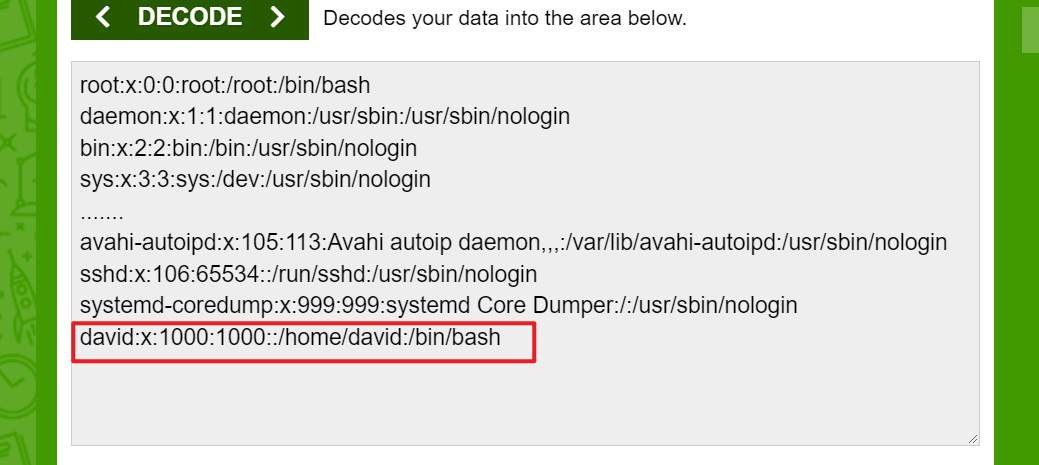 < DECODE > Decodes your data into the area below.
root:x:0:0:root:/root:/bin/bash
daemon:x:1:1:daemon:/usr/sbin:/usr/sbin/nologin
bin:x:2:2:bin:/bin:/usr/sbin/nologin
sys:x:3:3:sys:/dev:/usr/sbin/nologin
.......
avahi-autoipd:x:105:113:Avahi autoip daemon,,,:/var/lib/avahi-autoipd:/usr/sbin/nologin
sshd:x:106:65534::/run/sshd:/usr/sbin/nologin
systemd-coredump:x:999:999:systemd Core Dumper:/:/usr/sbin/nologin
david:x:1000:1000::/home/david:/bin/bash